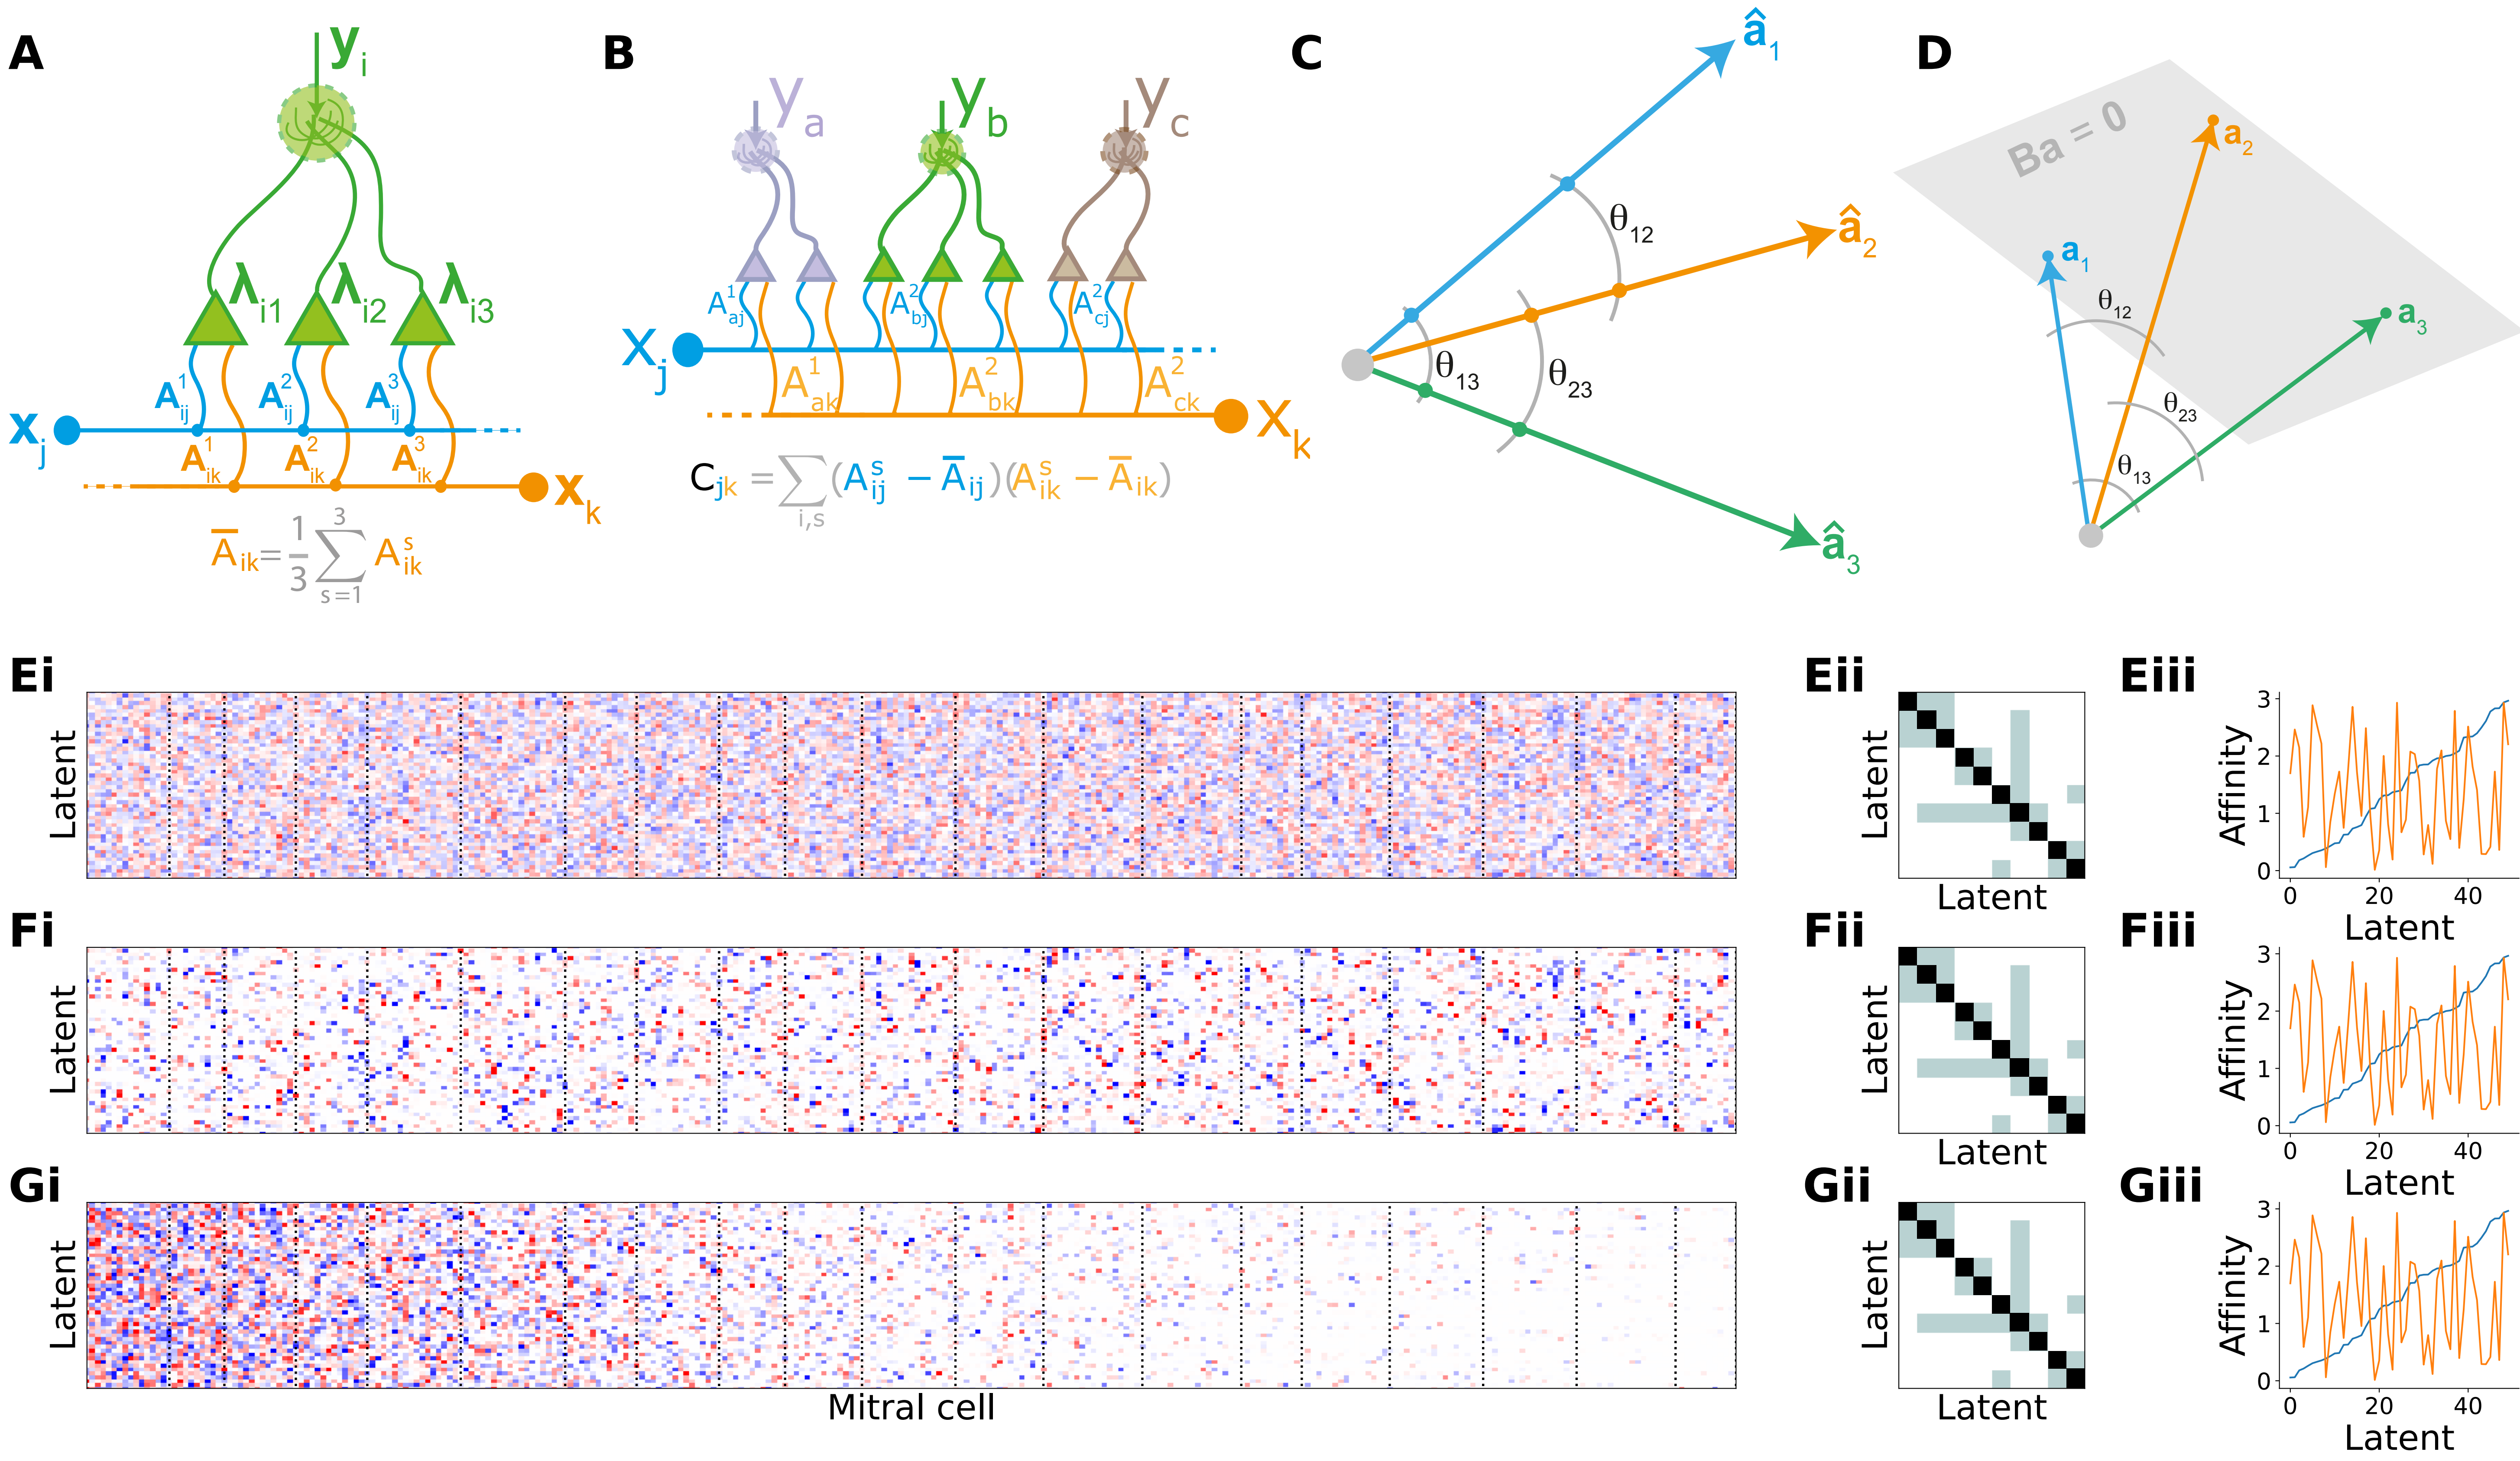 A
y i
λ i1 λ i2 λ i3
A 1 ij A 2 ij A 3 ij
x j
A 1 ik A 2 ik A 3 ik
x k
A̅ ik = 1/3 ∑ 3 s=1 A s ik
B
y a y b y c
A 1 aj A 2 bj A 2 cj
x j
A 1 ak A 2 bk A 2 ck
x k
C jk = ∑ i,s (A s ij − A̅ ij)(A s ik − A̅ ik)
C
â 1
θ 12
â 2
θ 13 θ 23
â 3
D
Ba = 0
a 2
a 1
θ 12
a 3
θ 23
θ 13
Ei
Latent
Eii
Latent
Latent
Eiii
Affinity
3
2
1
0
20 40
Latent
Fi
Latent
Fii
Latent
Latent
Fiii
Affinity
3
2
1
0
0 20 40
Latent
Gi
Latent
Mitral cell
Gii
Latent
Latent
Giii
Affinity
3
2
1
0
0 20 40
Latent